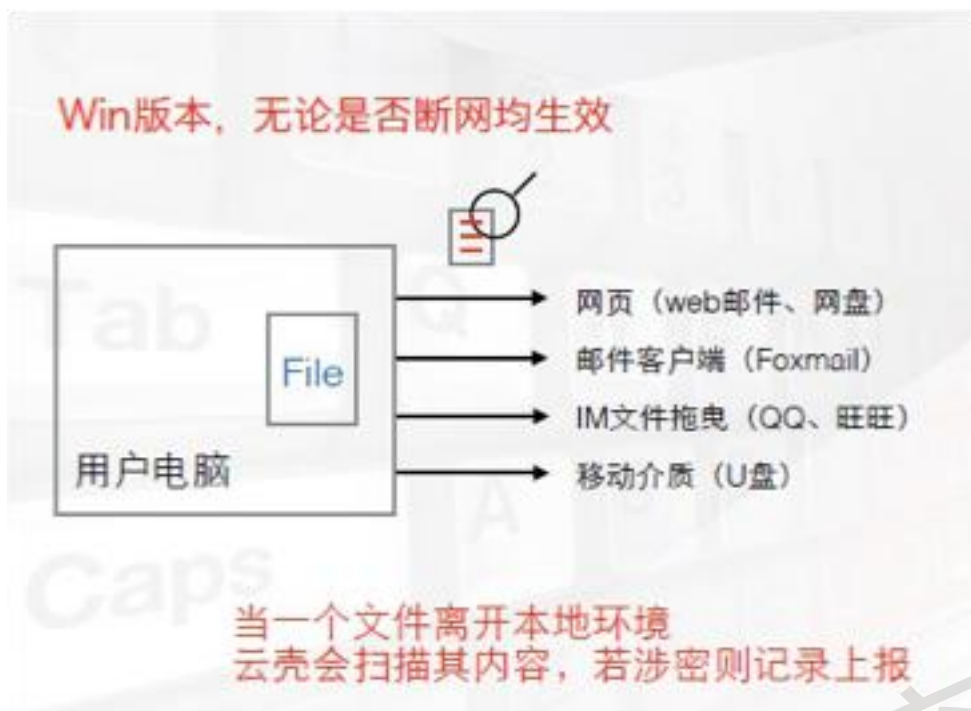 Win版本，无论是否断网均生效
网页（web邮件、网盘）
File
邮件客户端（Foxmail）
IM文件拖曳（QQ、旺旺）
用户电脑
移动介质（U盘）
当一个文件离开本地环境
云壳会扫描其内容，若涉密则记录上报
Tab
Q
A
Caps